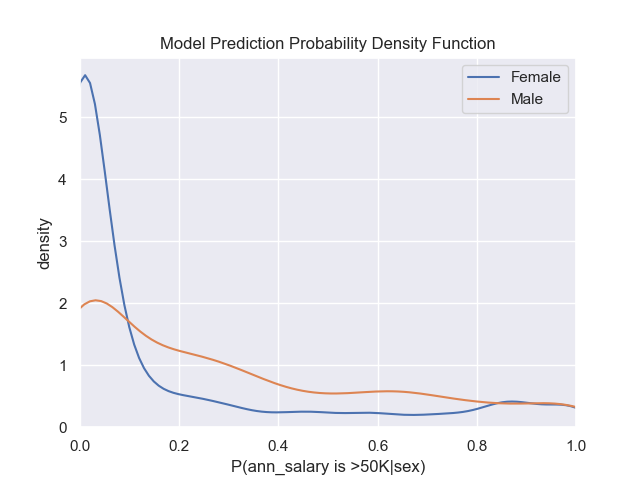 Model Prediction Probability Density Function
Female
Male
density
5
4
3
2
1
0
0.0 0.2 0.4 0.6 0.8 1.0
P(ann_salary is >50K|sex)